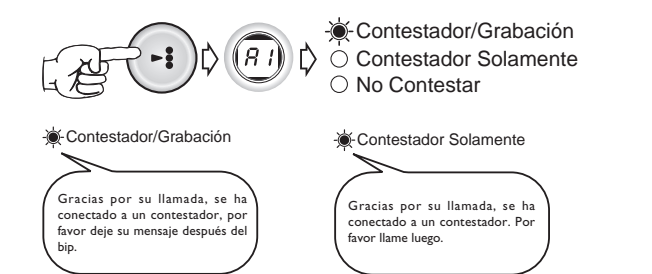 A1
Contestador/Grabación
Contestador Solamente
No Contestar
Contestador/Grabación
Gracias por su llamada, se ha
conectado a un contestador, por
favor deje su mensaje después del
bip.
Contestador Solamente
Gracias por su llamada, se ha
conectado a un contestador. Por
favor llame luego.